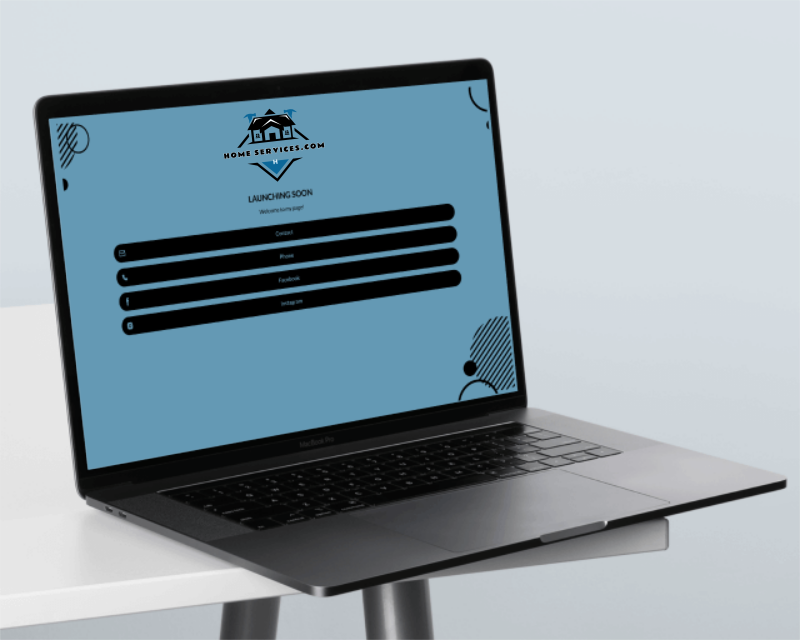 HOME SERVICES.COM
H
LAUNCHING SOON
Welcome to my page!
Contact
Phone
Facebook
Instagram
MacBook Pro